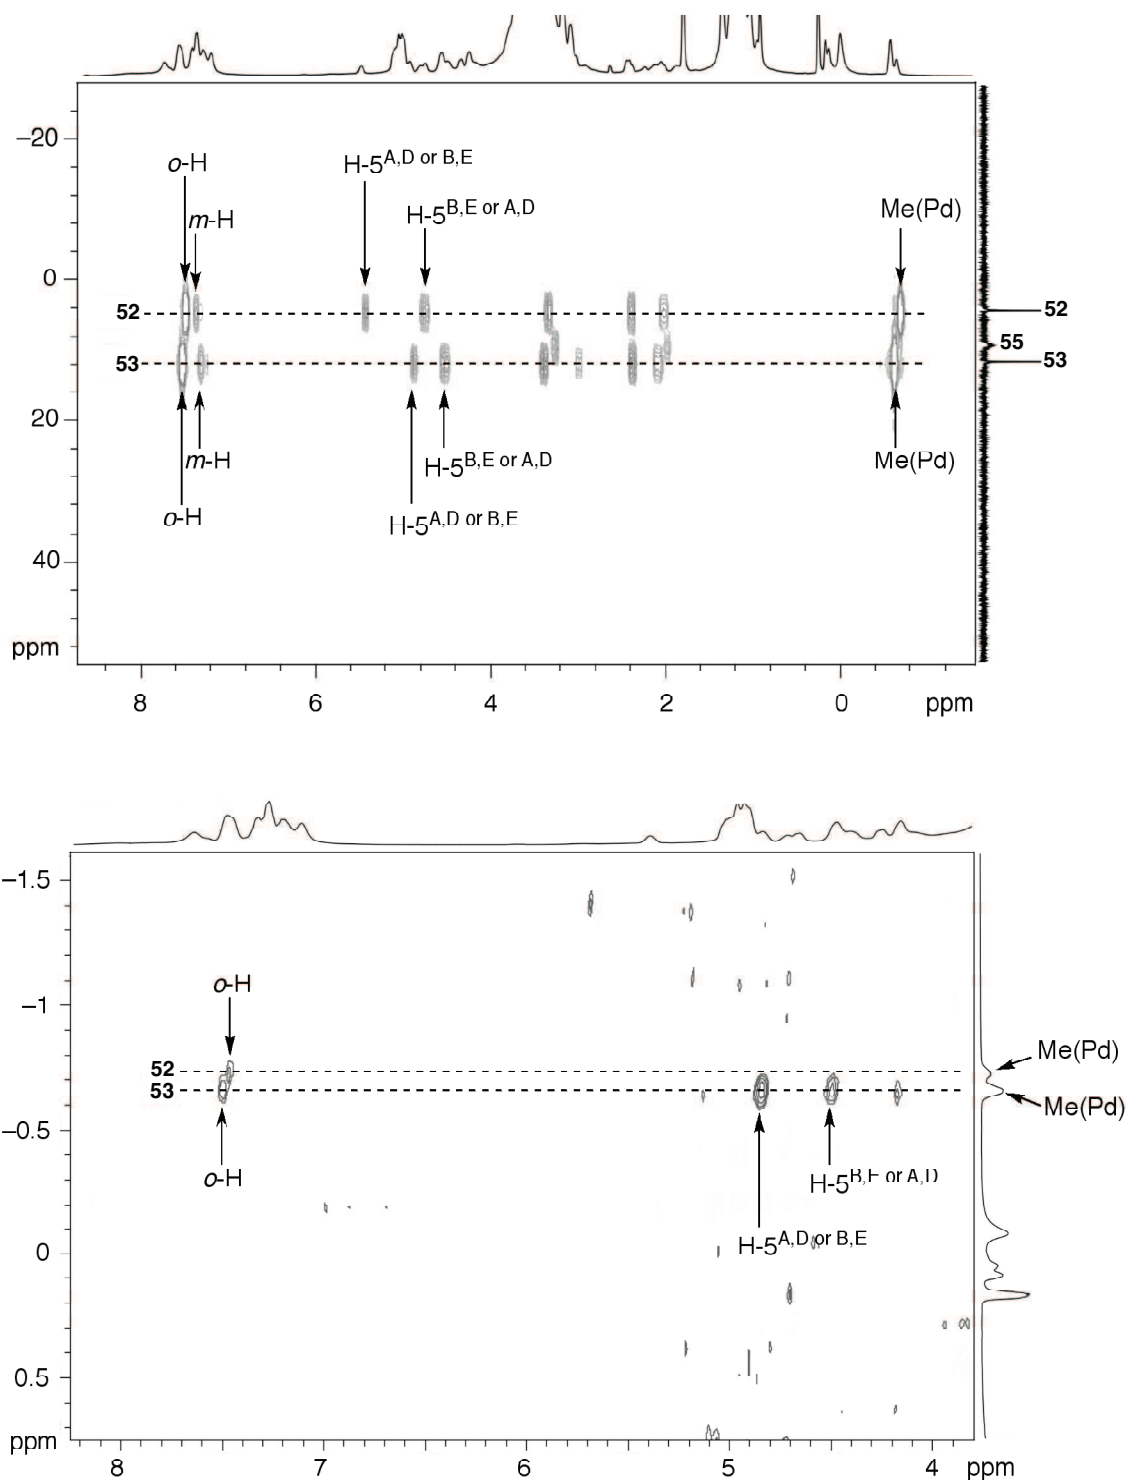 −20
o-H
H-5A,D or B,E
m-H
H-5B,E or A,D
Me(Pd)
0
52
52
55
53
53
20
m-H
H-5B,E or A,D
Me(Pd)
o-H
H-5A,D or B,E
40
ppm
8 6 4 2 0 ppm
−1.5
o-H
−1
Me(Pd)
52
53
Me(Pd)
−0.5
o-H
H-5B,E or A,D
H-5A,D or B,E
0
0.5
ppm
8 7 6 5 4 ppm